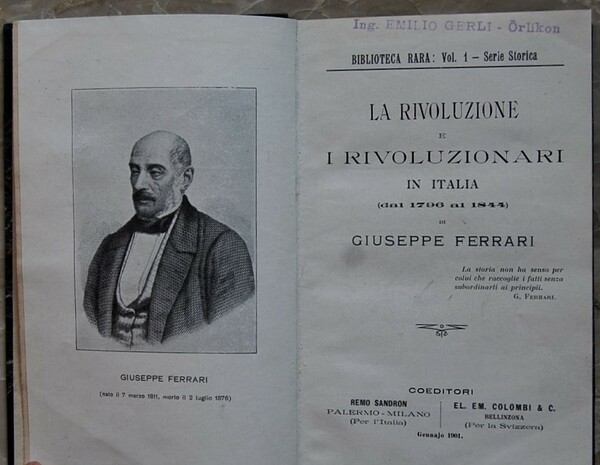 GIUSEPPE FERRARI
(nato il 7 marzo 1811, morto il 2 luglio 1876)
Ing. EMILIO GERLI - Örlikon
BIBLIOTECA RARA: Vol. 1 — Serie Storica
LA RIVOLUZIONE
E
I RIVOLUZIONARI
IN ITALIA
(dal 1796 al 1844)
DI
GIUSEPPE FERRARI
La storia non ha senso per
colui che raccoglie i fatti senza
subordinarli ai principii.
G. FERRARI.
COEDITORI
REMO SANDRON
PALERMO-MILANO
(Per l'Italia)
EL. EM. COLOMBI & C.
BELLINZONA
(Per la Svizzera)
Gennajo 1901.